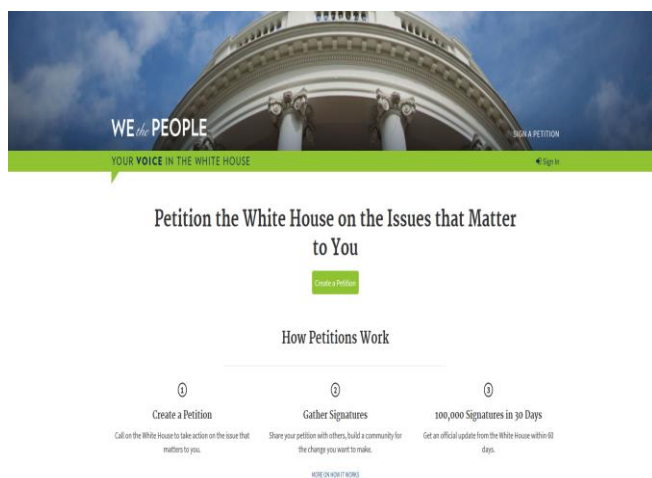 WE the PEOPLE
SIGN A PETITION
YOUR VOICE IN THE WHITE HOUSE
Sign In
Petition the White House on the Issues that Matter
to You
Create a Petition
How Petitions Work
1
2
3
Create a Petition
Gather Signatures
100,000 Signatures in 30 Days
Call on the White House to take action on the issue that
matters to you.
Share your petition with others, build a community for
the change you want to make.
Get an official update from the White House within 60
days.
MORE ON HOW IT WORKS